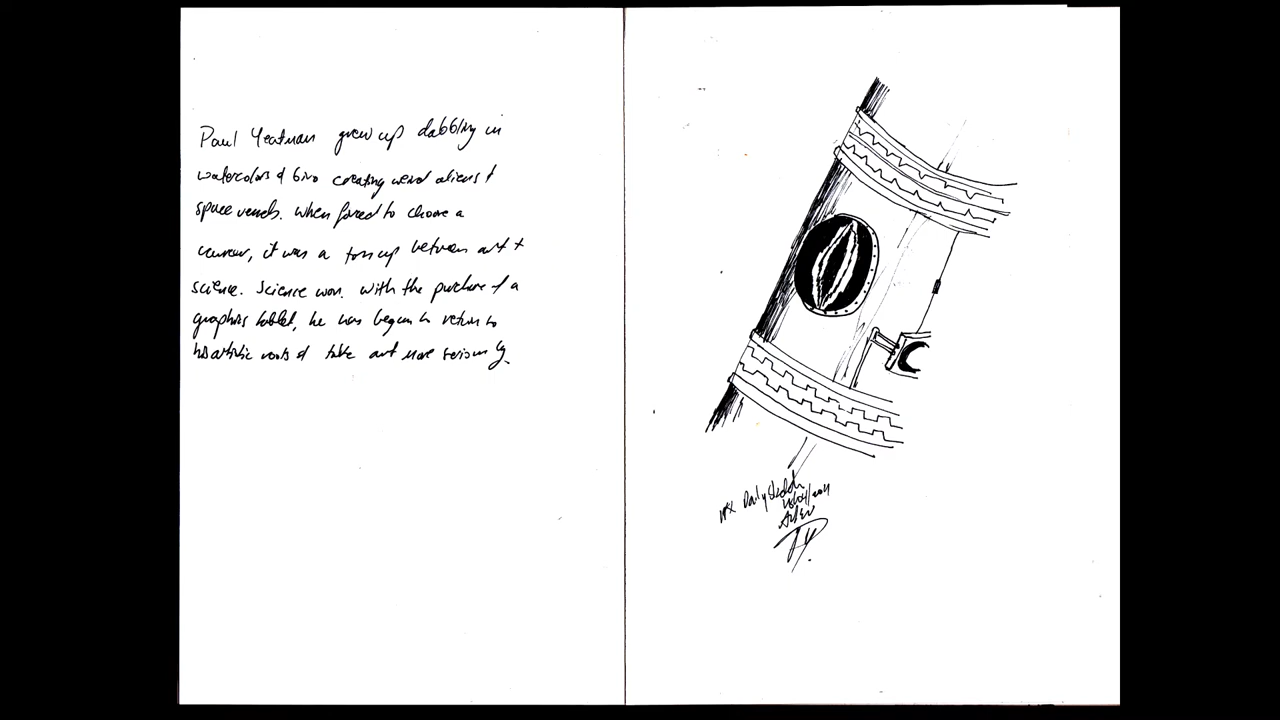 Paul Yeatman grew up dabbling in
watercolors & biro creating weird aliens &
space vessels. When forced to choose a
career, it was a toss up between art +
science. Science won. With the purchase of a
graphics tablet, he has begun to return to
his artistic roots & take art more seriously.
Daily Sketch